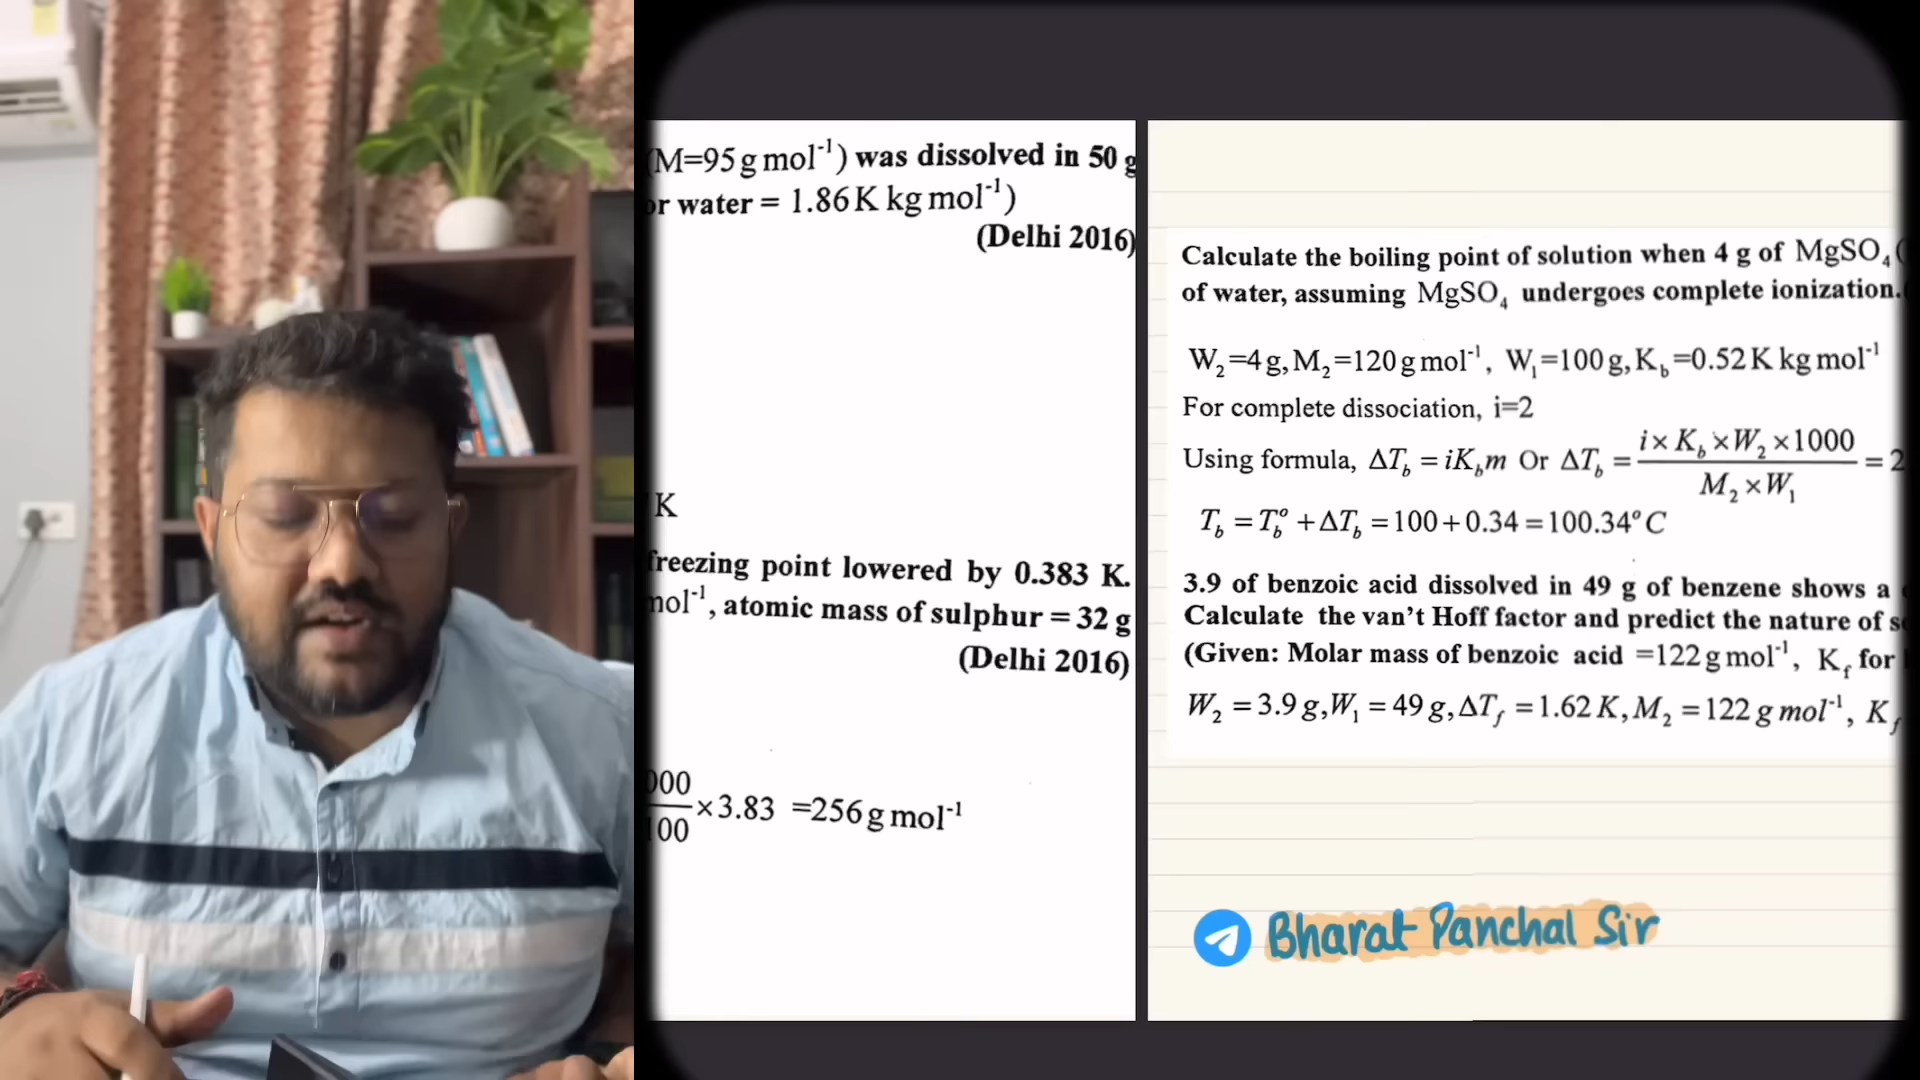 (M=95 g mol⁻¹) was dissolved in 50 g
or water = 1.86 K kg mol⁻¹)
(Delhi 2016)
K
freezing point lowered by 0.383 K.
mol⁻¹, atomic mass of sulphur = 32 g
(Delhi 2016)
000/100 ×3.83 =256 g mol⁻¹
Calculate the boiling point of solution when 4 g of MgSO₄ (
of water, assuming MgSO₄ undergoes complete ionization.
W₂=4 g, M₂=120 g mol⁻¹, W₁=100 g, K_b=0.52 K kg mol⁻¹
For complete dissociation, i=2
Using formula, ΔT_b = iK_b m Or ΔT_b = (i× K_b ×W₂ ×1000)/(M₂ ×W₁) = 2
T_b = T_b° +ΔT_b =100+0.34 =100.34°C
3.9 of benzoic acid dissolved in 49 g of benzene shows a
Calculate the van't Hoff factor and predict the nature of
(Given: Molar mass of benzoic acid =122 g mol⁻¹, K_f for
W₂ = 3.9 g, W₁ = 49 g, ΔT_f =1.62 K, M₂ =122 g mol⁻¹, K_f
Bharat Panchal Sir